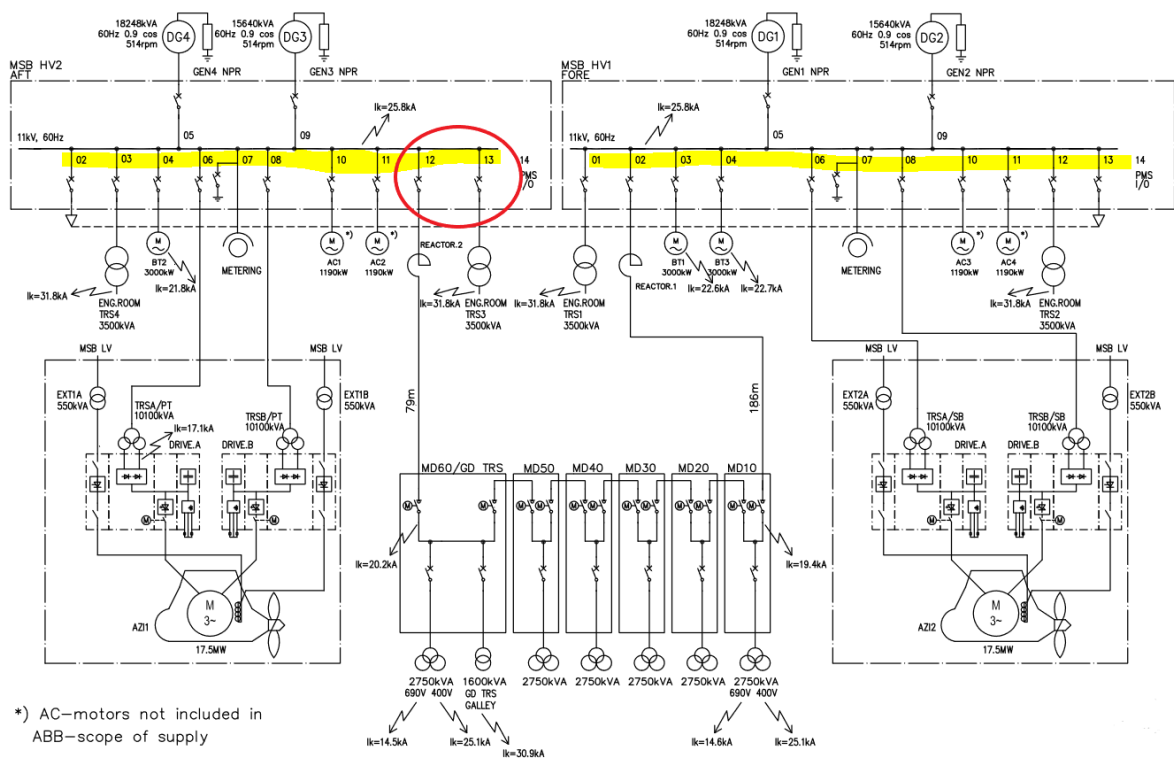 18248kVA
60Hz 0.9 cos
514rpm
DG4
15640kVA
60Hz 0.9 cos
514rpm
DG3
18248kVA
60Hz 0.9 cos
514rpm
DG1
15640kVA
60Hz 0.9 cos
514rpm
DG2
MSB HV2
AFT
GEN4 NPR
GEN3 NPR
MSB HV1
FORE
GEN1 NPR
GEN2 NPR
Ik=25.8kA
Ik=25.8kA
11kV, 60Hz
05
09
11kV, 60Hz
05
09
02
03
04
06
07
08
10
11
12
13
14
PMS
I/O
01
02
03
04
06
07
08
10
11
12
13
14
PMS
I/O
M
BT2
3000kW
METERING
M
*)
AC1
1190kW
M
*)
AC2
1190kW
REACTOR.2
REACTOR.1
M
BT1
3000kW
M
BT3
3000kW
METERING
M
*)
AC3
1190kW
M
*)
AC4
1190kW
Ik=31.8kA
ENG.ROOM
TRS4
3500kVA
Ik=21.8kA
Ik=31.8kA
ENG.ROOM
TRS3
3500kVA
Ik=31.8kA
ENG.ROOM
TRS1
3500kVA
Ik=22.6kA
Ik=22.7kA
Ik=31.8kA
ENG.ROOM
TRS2
3500kVA
MSB LV
MSB LV
MSB LV
MSB LV
EXT1A
550kVA
TRSA/PT
10100kVA
Ik=17.1kA
TRSB/PT
10100kVA
EXT1B
550kVA
DRIVE.A
DRIVE.B
79m
186m
EXT2A
550kVA
TRSA/SB
10100kVA
TRSB/SB
10100kVA
EXT2B
550kVA
DRIVE.A
DRIVE.B
M
M
M
M
MD60/GD TRS
MD50
MD40
MD30
MD20
MD10
M
M
M
M
M
M
M
M
M
M
M
M
Ik=20.2kA
Ik=19.4kA
M
3~
AZI1
17.5MW
M
3~
AZI2
17.5MW
2750kVA
690V 400V
1600kVA
GD TRS
GALLEY
2750kVA
2750kVA
2750kVA
2750kVA
2750kVA
690V 400V
Ik=14.5kA
Ik=25.1kA
Ik=30.9kA
Ik=14.6kA
Ik=25.1kA
*) AC-motors not included in
ABB-scope of supply